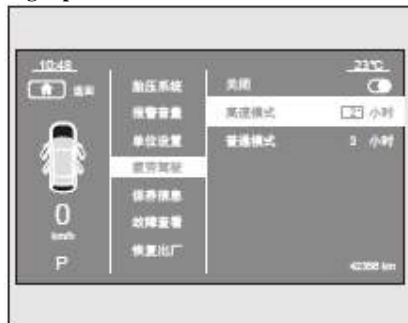 10:48
返回
0
km/h
P
胎压系统
报警音量
单位设置
疲劳驾驶
保养信息
故障查看
恢复出厂
23℃
关闭
高速模式 2 小时
普通模式 3 小时
42388 km